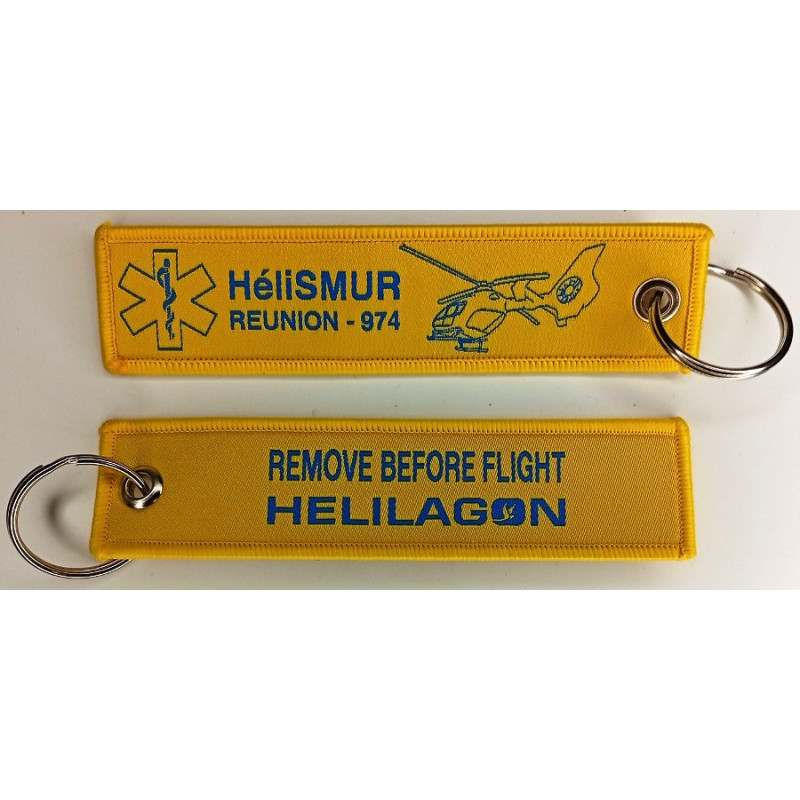 HéliSMUR
REUNION - 974
REMOVE BEFORE FLIGHT
HELILAGON